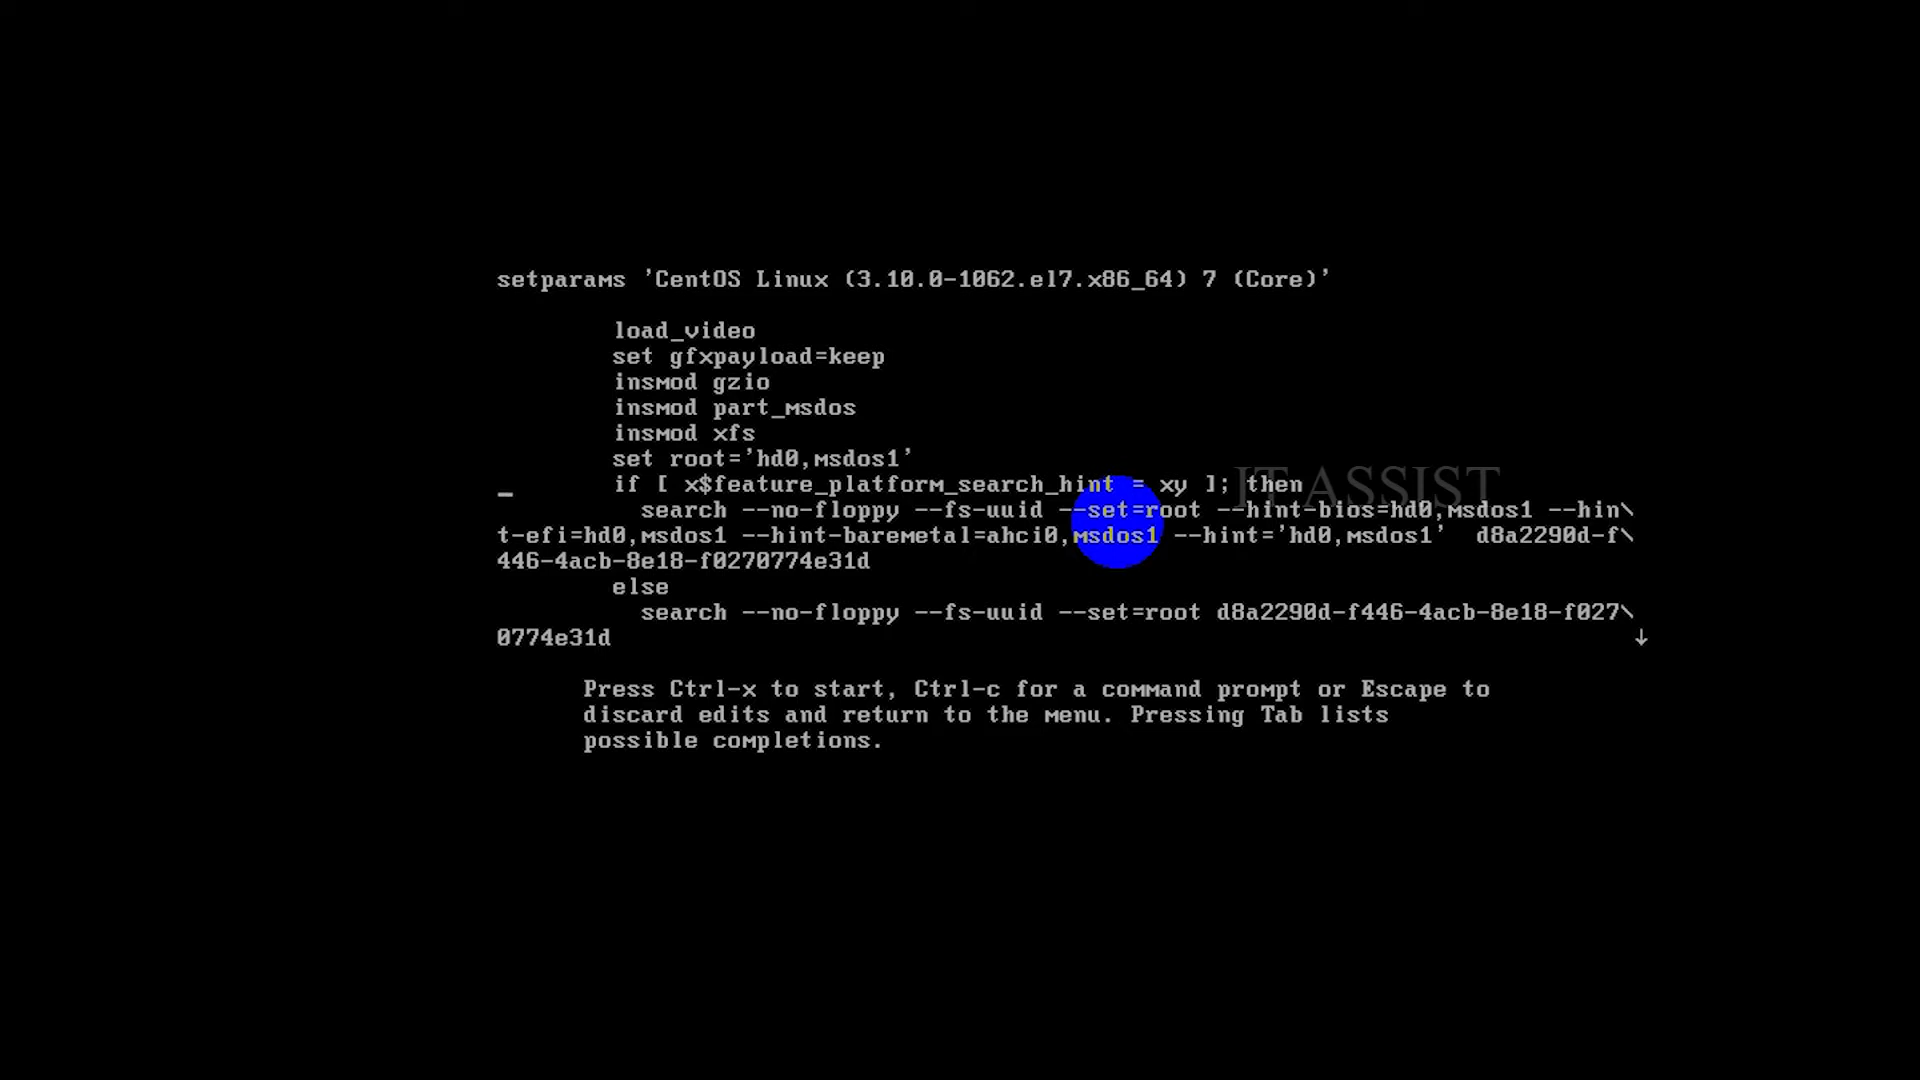 setparams 'CentOS Linux (3.10.0-1062.el7.x86_64) 7 (Core)'
load_video
set gfxpayload=keep
insmod gzio
insmod part_msdos
insmod xfs
set root='hd0,msdos1'
if [ x$feature_platform_search_hint = xy ]; then
search --no-floppy --fs-uuid --set=root --hint-bios=hd0,msdos1 --hin\
t-efi=hd0,msdos1 --hint-baremetal=ahci0,msdos1 --hint='hd0,msdos1'  d8a2290d-f\
446-4acb-8e18-f0270774e31d
else
search --no-floppy --fs-uuid --set=root d8a2290d-f446-4acb-8e18-f027\
0774e31d
Press Ctrl-x to start, Ctrl-c for a command prompt or Escape to
discard edits and return to the menu. Pressing Tab lists
possible completions.
IT ASSIST